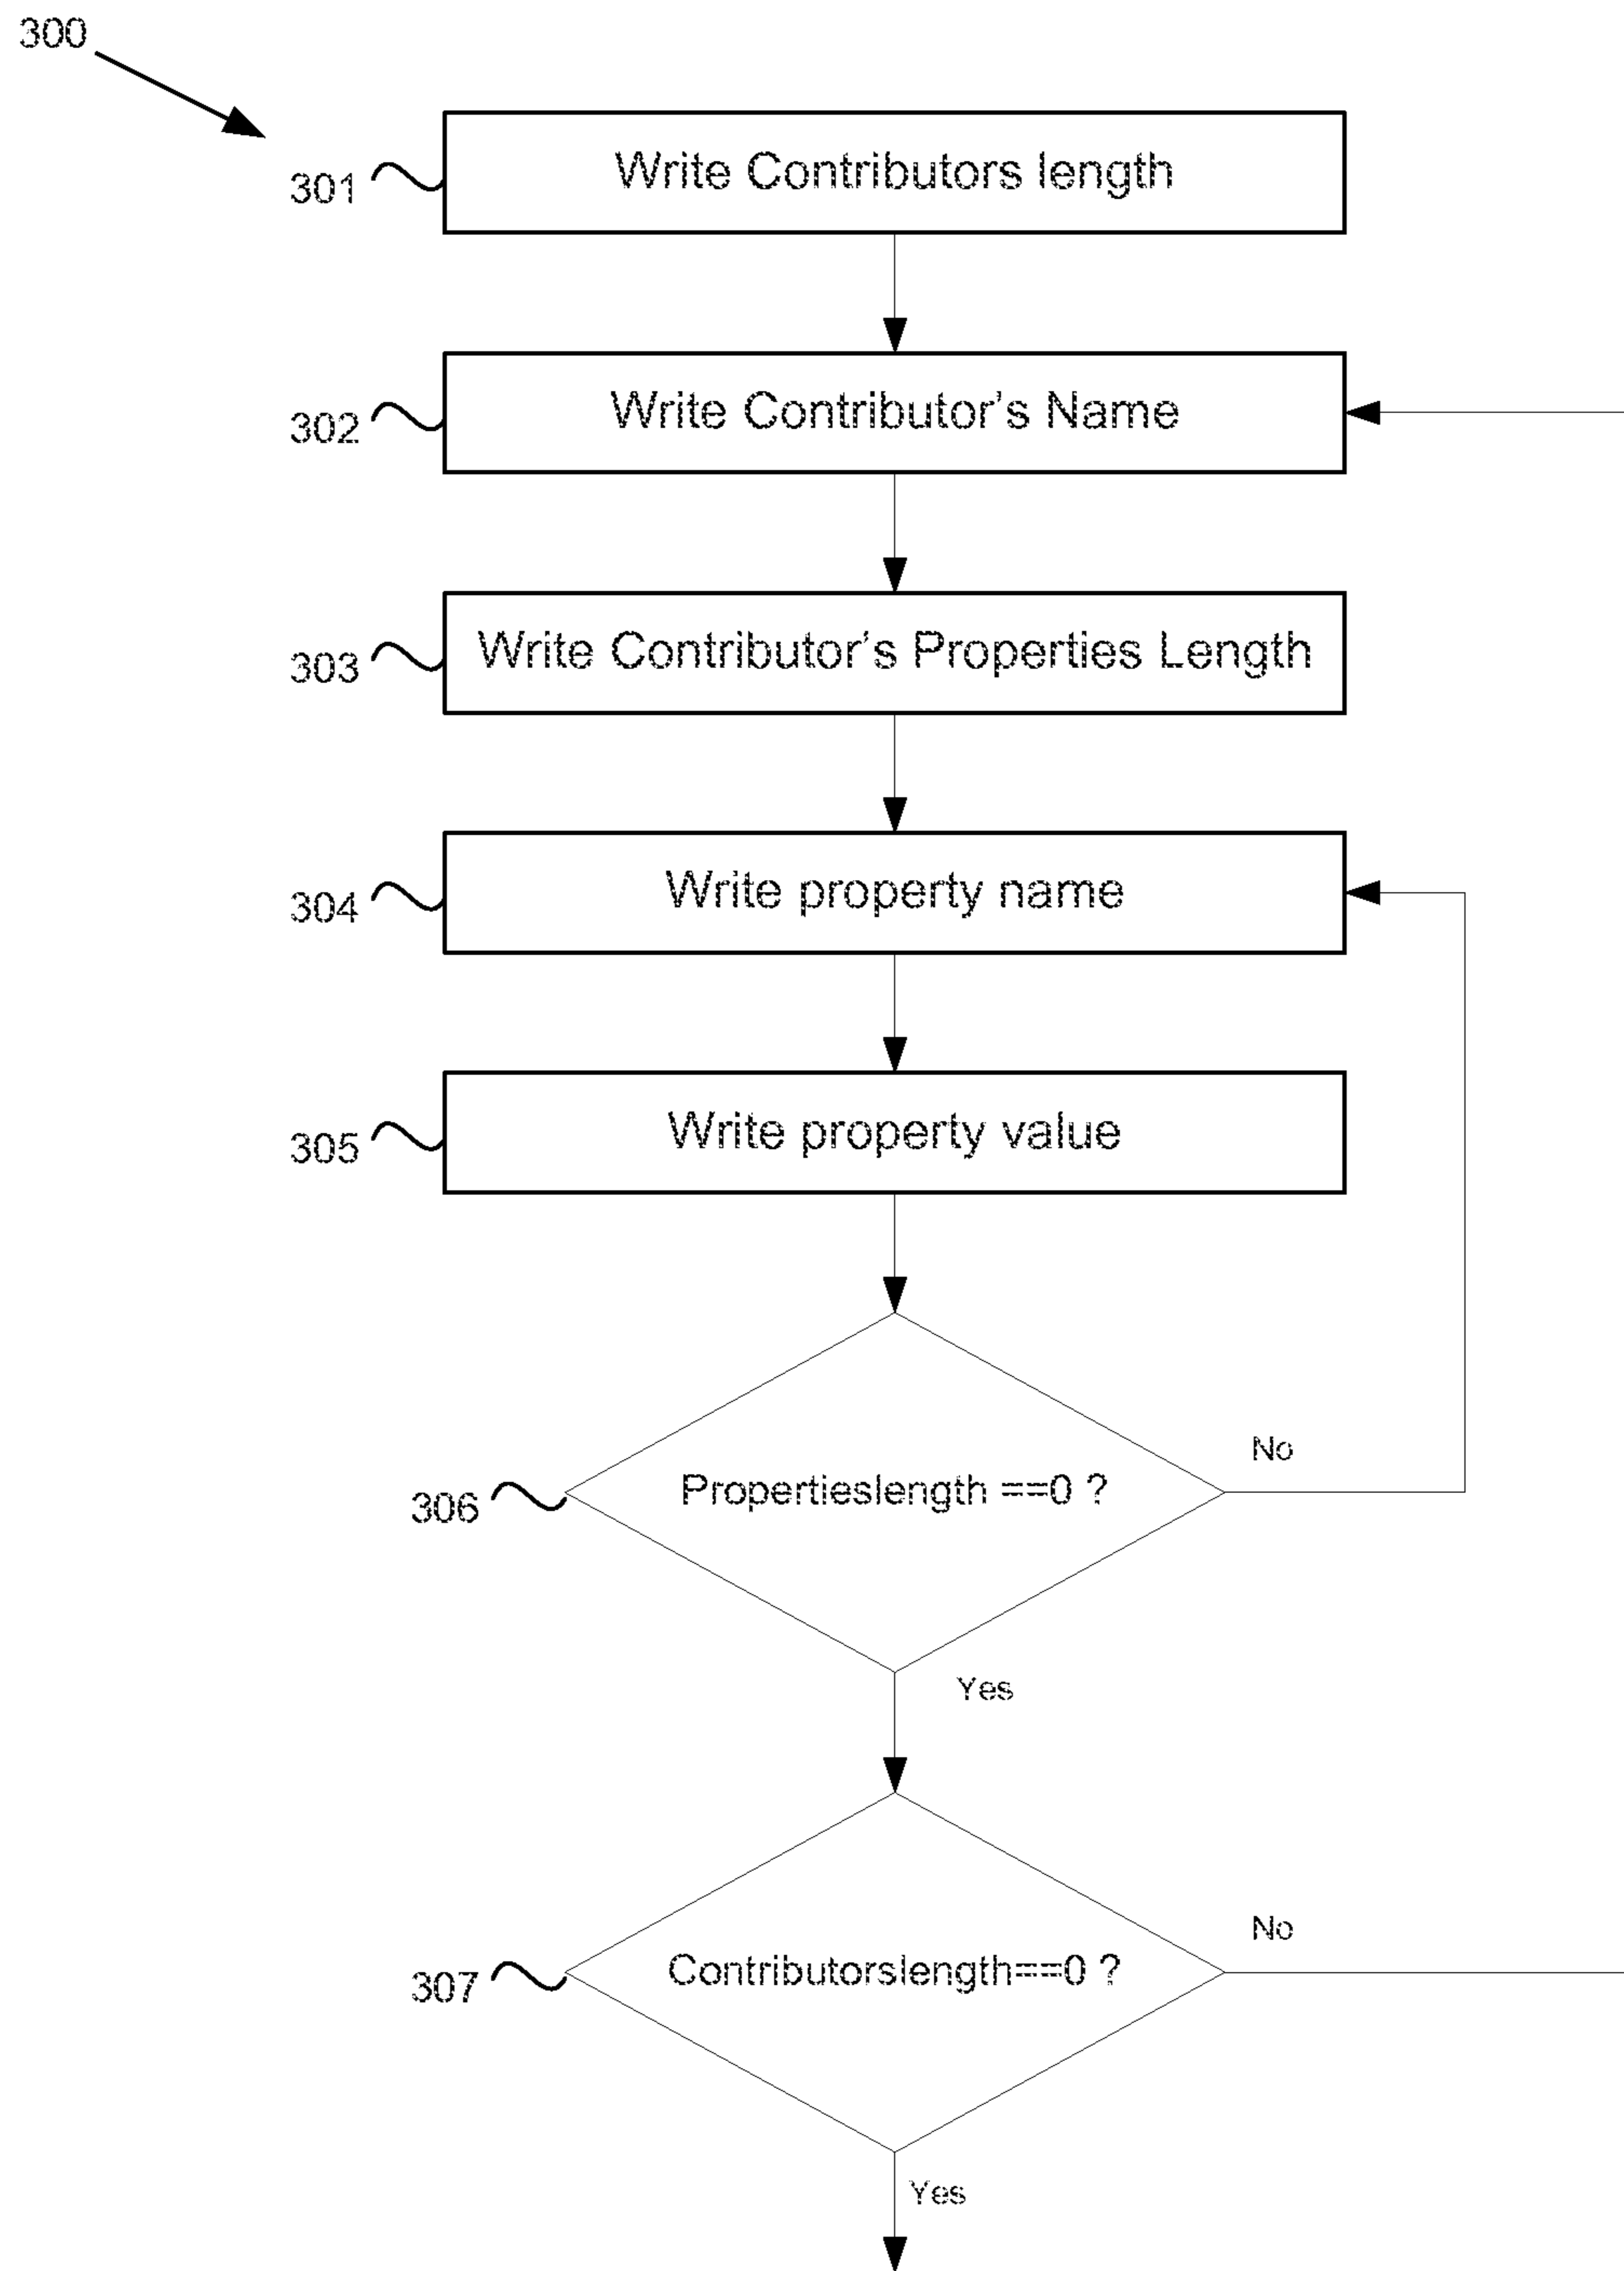 300
301
Write Contributors length
302
Write Contributor’s Name
303
Write Contributor’s Properties Length
304
Write property name
305
Write property value
306
Propertieslength ==0 ?
No
Yes
307
Contributorslength==0 ?
No
Yes